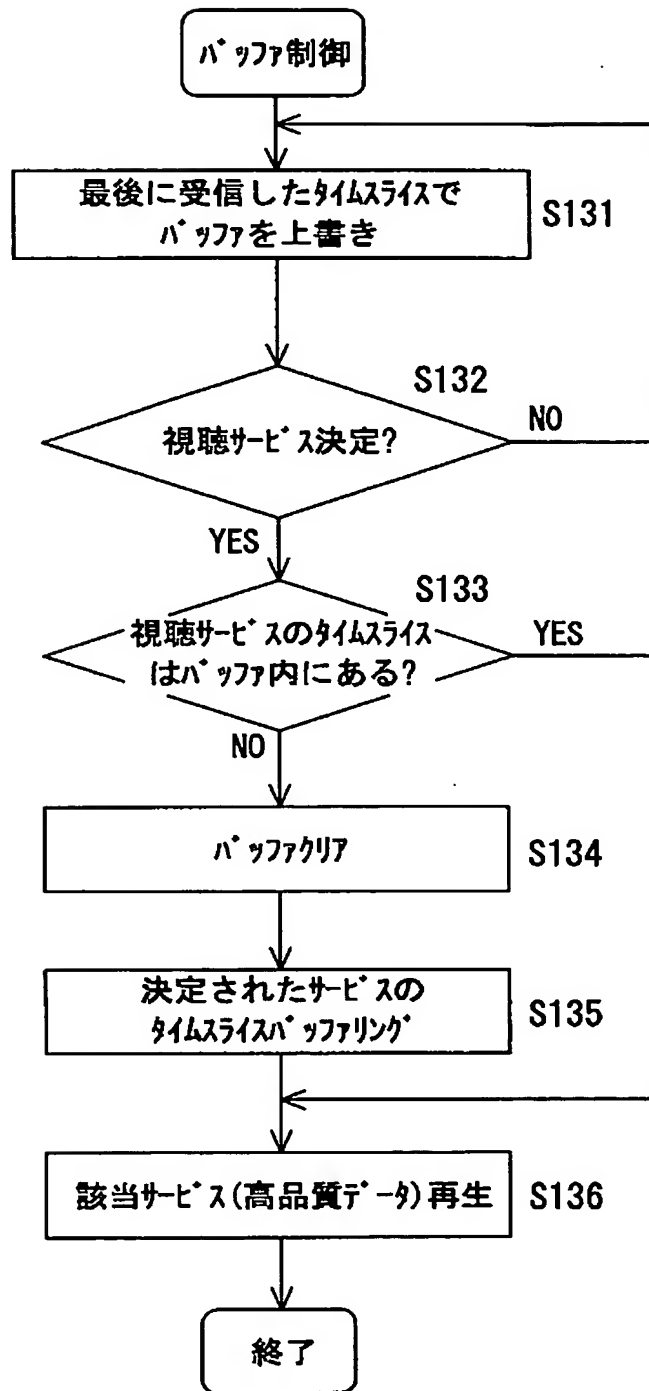 バッファ制御
最後に受信したタイムスライスで
バッファを上書き
S131
S132
視聴サービス決定?
NO
YES
S133
視聴サービスのタイムスライス
はバッファ内にある?
YES
NO
バッファクリア
S134
決定されたサービスの
タイムスライスバッファリング
S135
該当サービス(高品質データ)再生
S136
終了